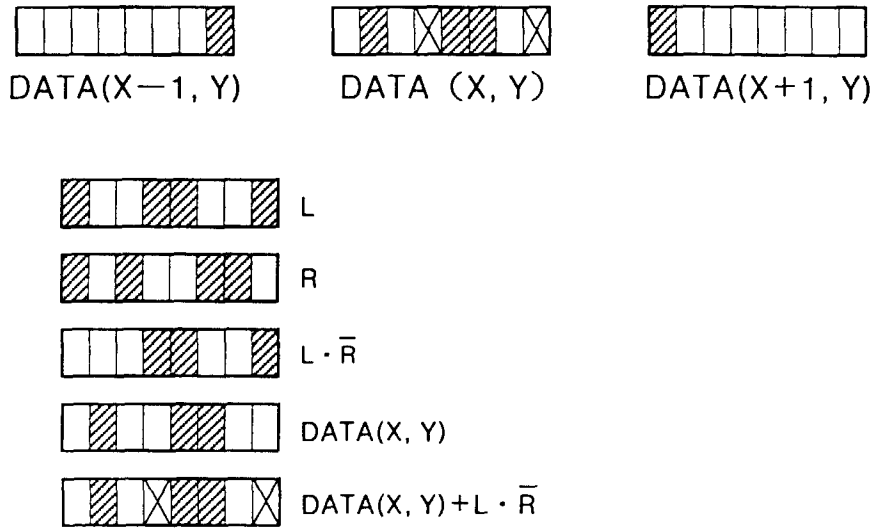 DATA(X−1, Y)
DATA (X, Y)
DATA(X+1, Y)
L
R
L · R̅
DATA(X, Y)
DATA(X, Y)+L · R̅